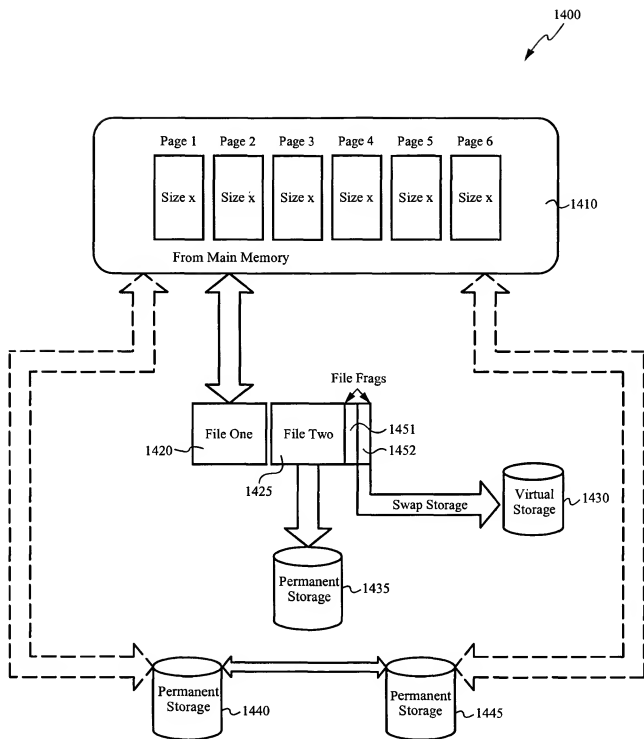 1400
Page 1 Page 2 Page 3 Page 4 Page 5 Page 6
Size x Size x Size x Size x Size x Size x
1410
From Main Memory
File Frags
File One File Two
1451
1452
1420
1425
Swap Storage
Virtual
Storage
1430
Permanent
Storage
1435
Permanent
Storage
1440
Permanent
Storage
1445